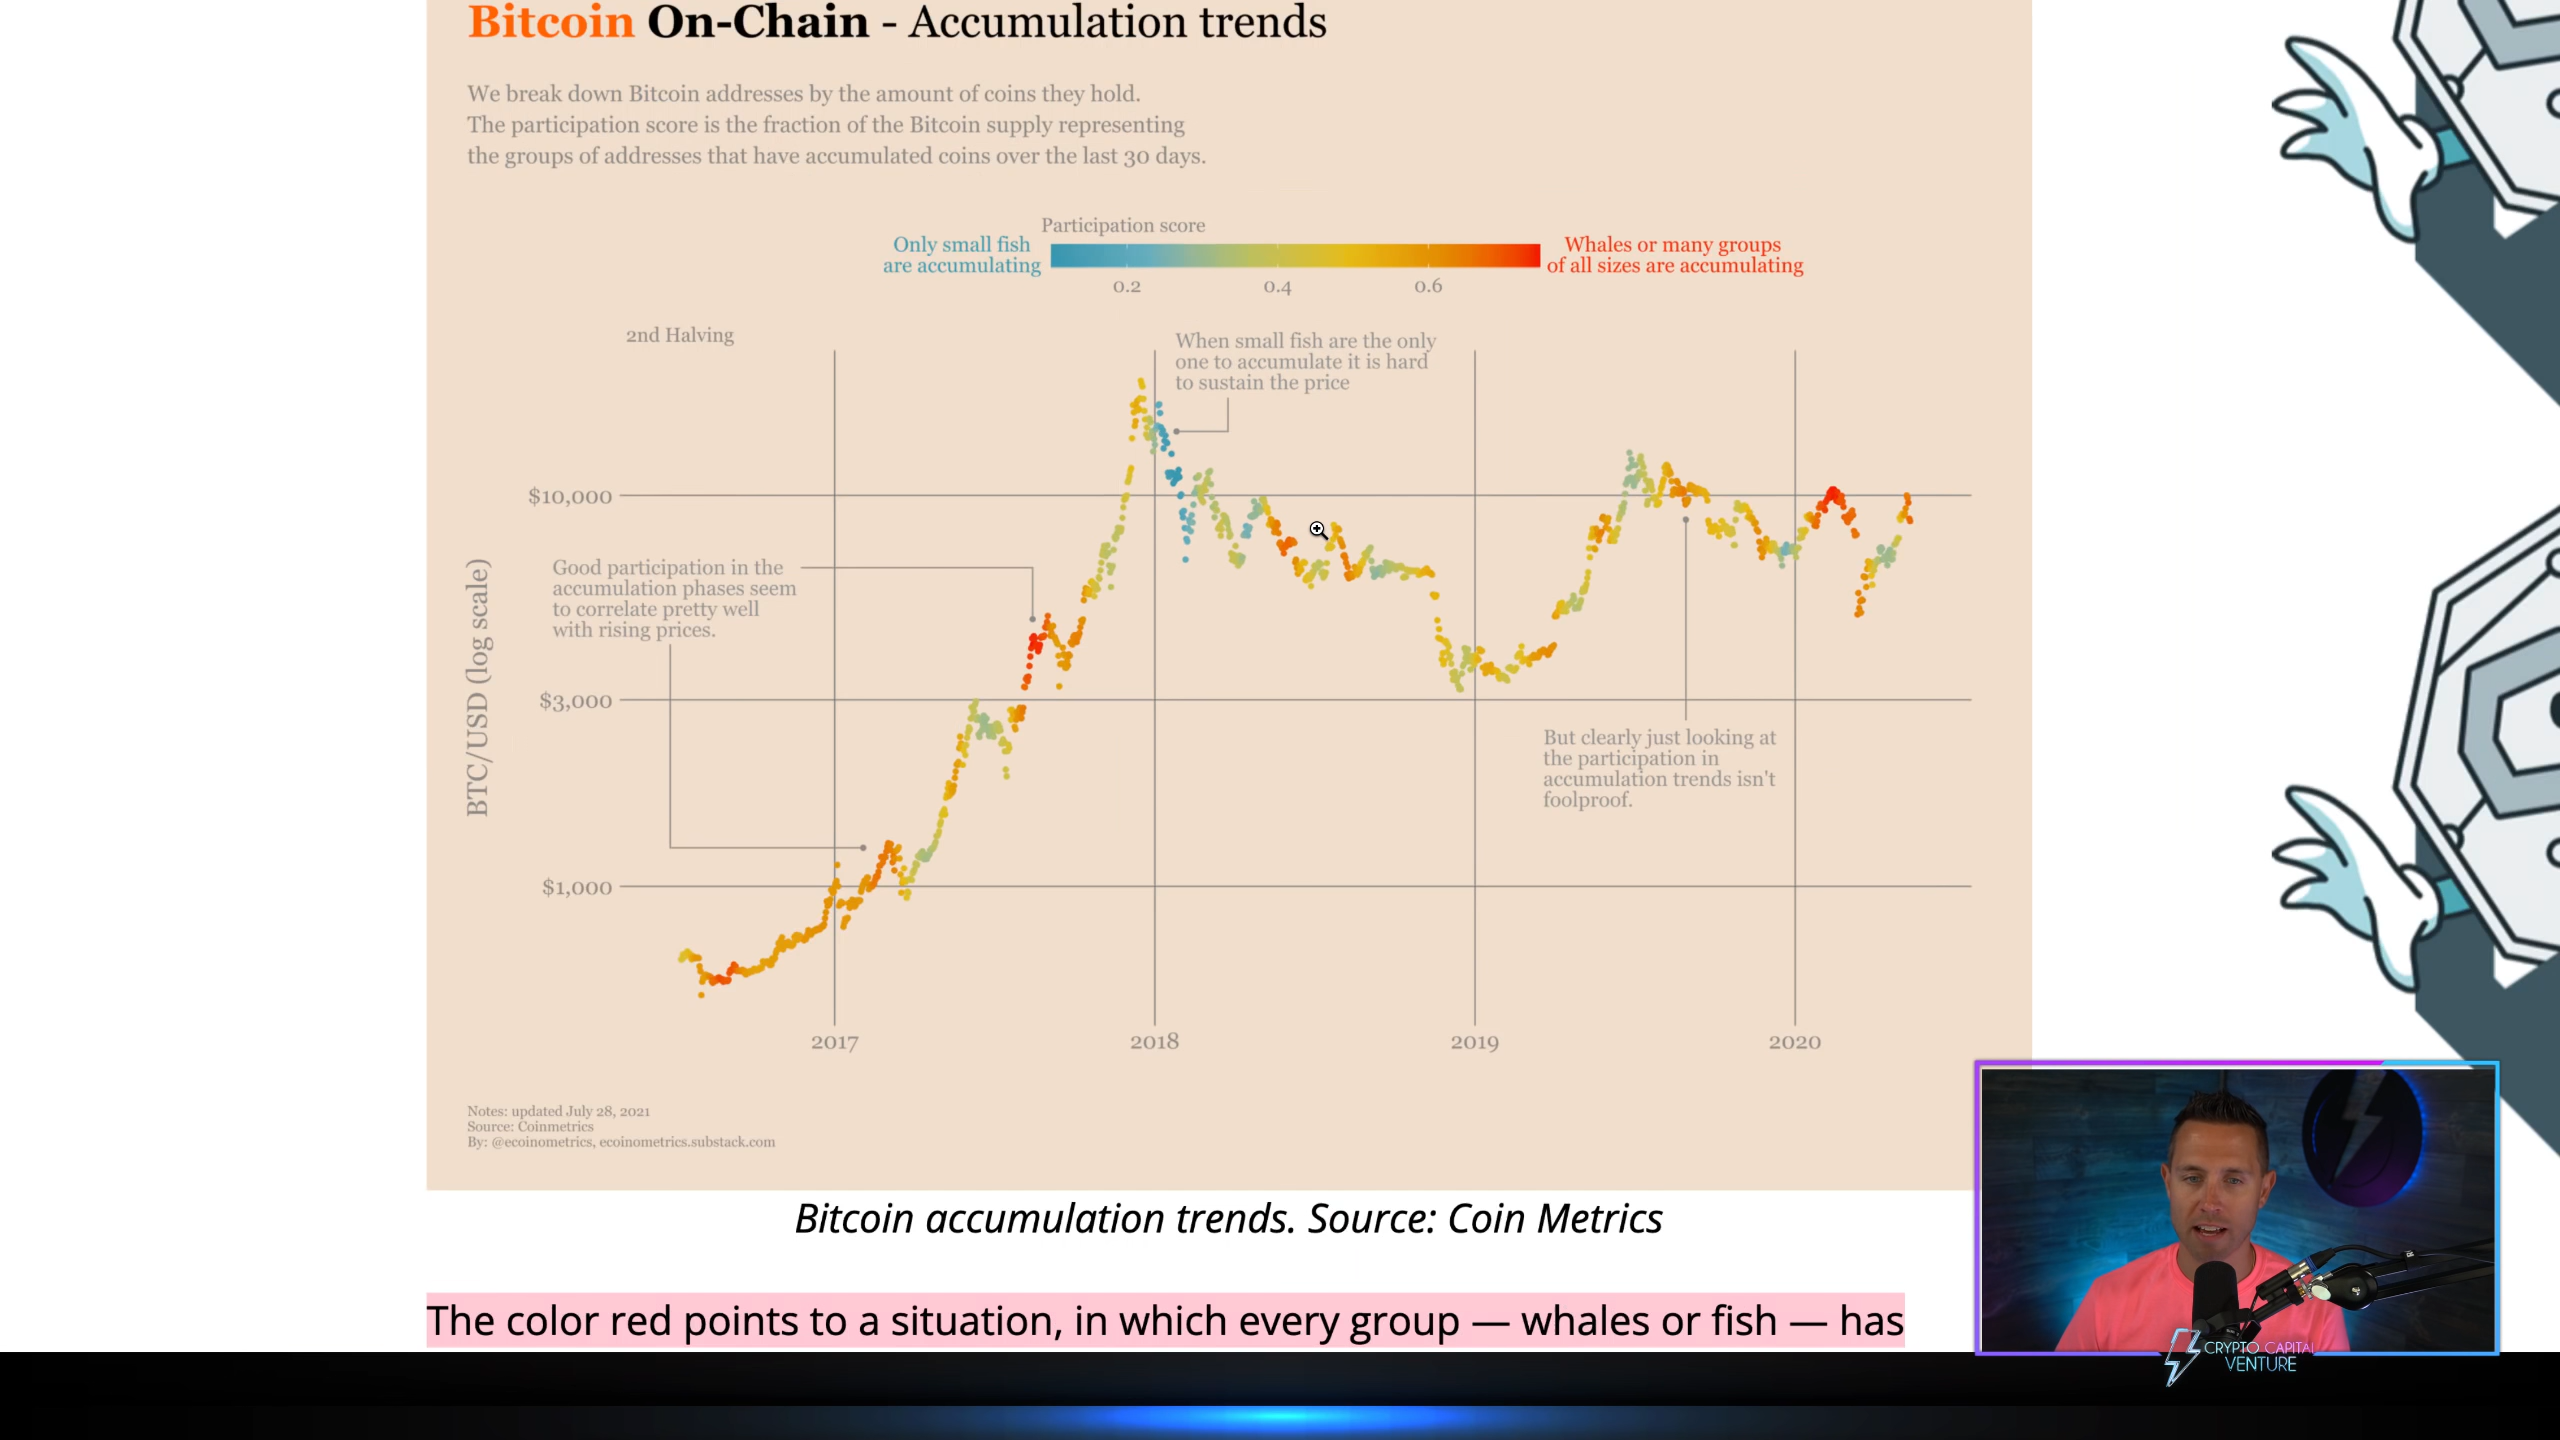 Bitcoin On-Chain - Accumulation trends
We break down Bitcoin addresses by the amount of coins they hold.
The participation score is the fraction of the Bitcoin supply representing
the groups of addresses that have accumulated coins over the last 30 days.
Participation score
Only small fish
are accumulating
Whales or many groups
of all sizes are accumulating
0.2
0.4
0.6
2nd Halving
When small fish are the only
one to accumulate it is hard
to sustain the price
$10,000
Good participation in the
accumulation phases seem
to correlate pretty well
with rising prices.
BTC/USD (log scale)
$3,000
But clearly just looking at
the participation in
accumulation trends isn't
foolproof.
$1,000
2017
2018
2019
2020
Notes: updated July 28, 2021
Source: Coinmetrics
By: @ecoinometrics, ecoinometrics.substack.com
Bitcoin accumulation trends. Source: Coin Metrics
The color red points to a situation, in which every group — whales or fish — has
CRYPTO CAPITAL
VENTURE